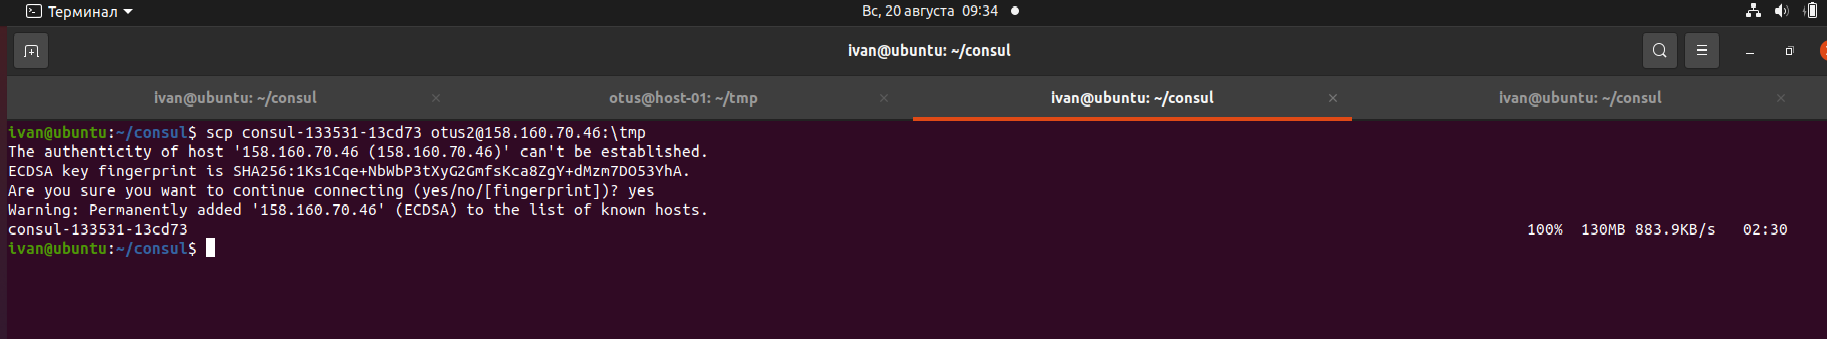 Терминал Вс, 20 августа 09:34
ivan@ubuntu: ~/consul
ivan@ubuntu: ~/consul otus@host-01: ~/tmp ivan@ubuntu: ~/consul ivan@ubuntu: ~/consul
ivan@ubuntu:~/consul$ scp consul-133531-13cd73 otus2@158.160.70.46:\tmp
The authenticity of host '158.160.70.46 (158.160.70.46)' can't be established.
ECDSA key fingerprint is SHA256:1Ks1Cqe+NbWbP3tXyG2GmfsKca8ZgY+dMzm7DO53YhA.
Are you sure you want to continue connecting (yes/no/[fingerprint])? yes
Warning: Permanently added '158.160.70.46' (ECDSA) to the list of known hosts.
consul-133531-13cd73 100% 130MB 883.9KB/s 02:30
ivan@ubuntu:~/consul$